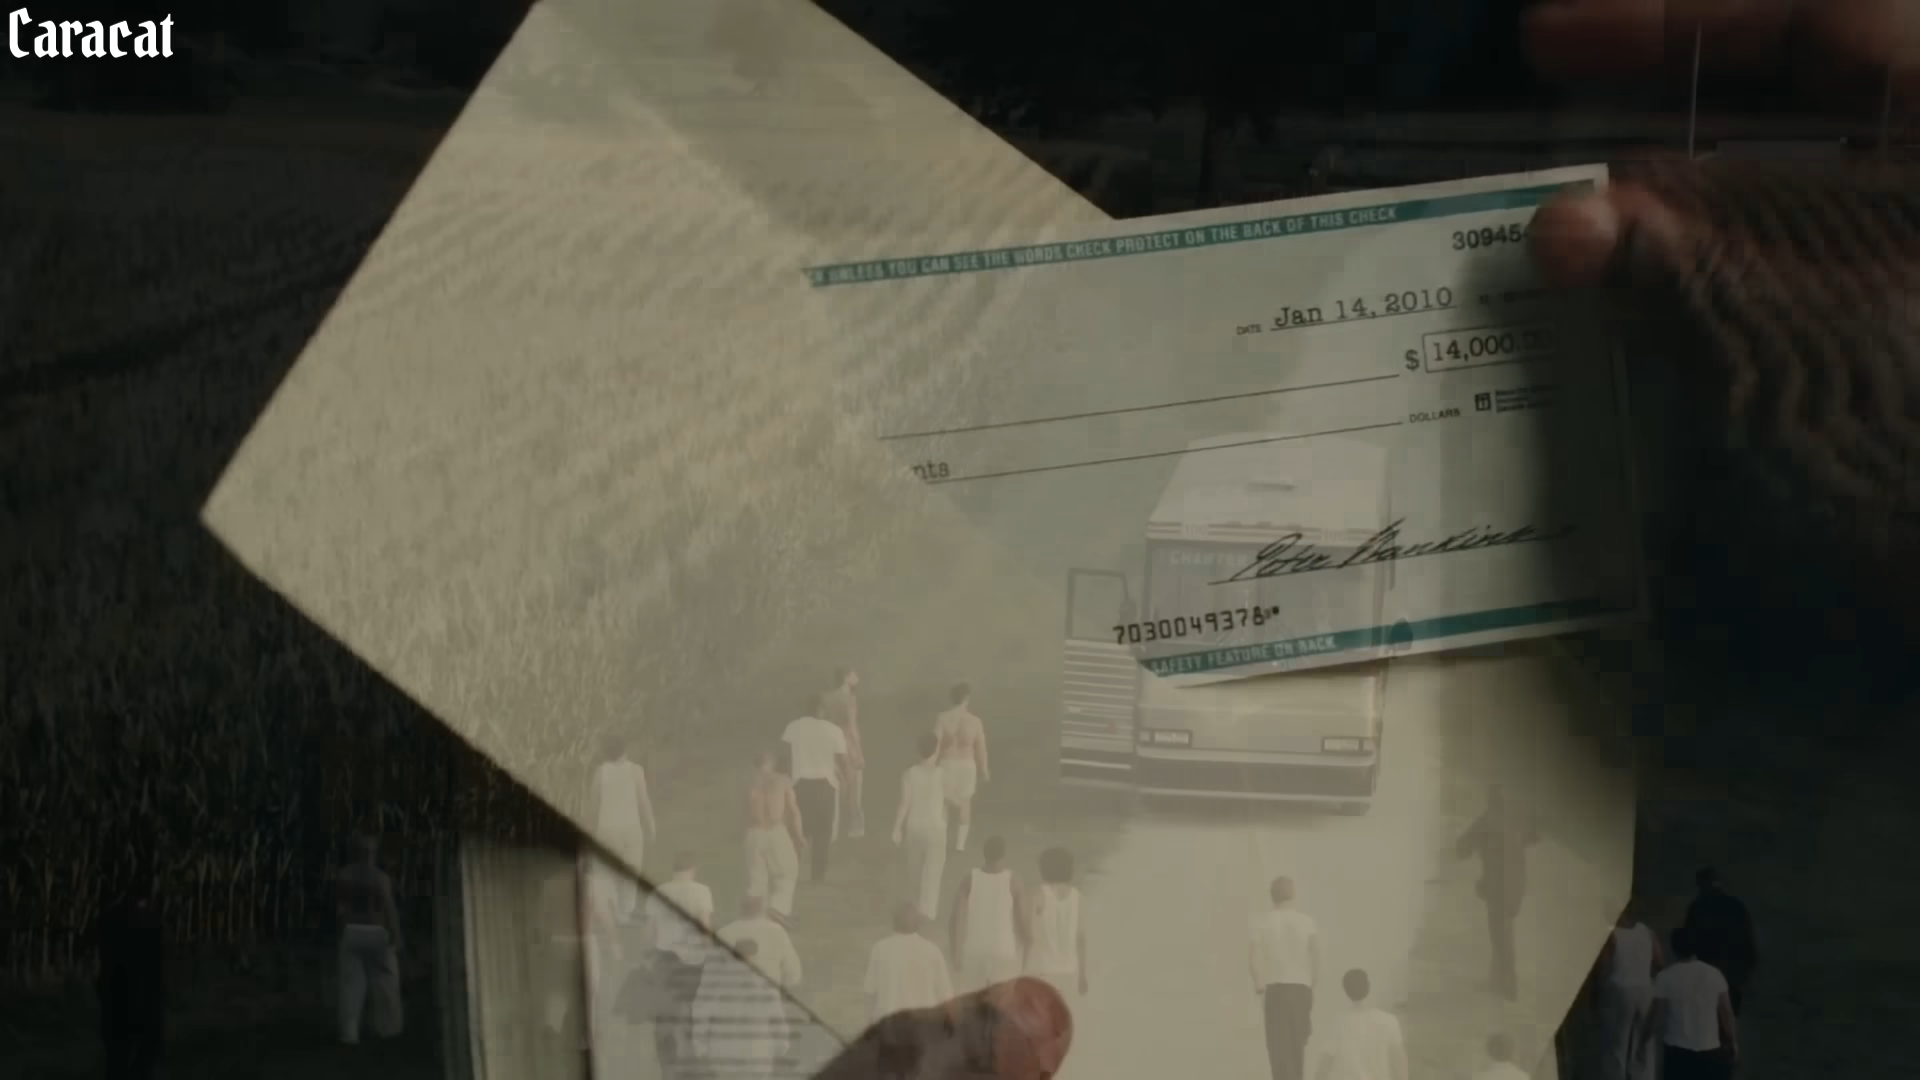 Caracat
UNLESS YOU CAN SEE THE WORDS CHECK PROTECT ON THE BACK OF THIS CHECK
30945
DATE Jan 14, 2010
$ 14,000
DOLLARS
nts
7030049378
SAFETY FEATURE ON BACK